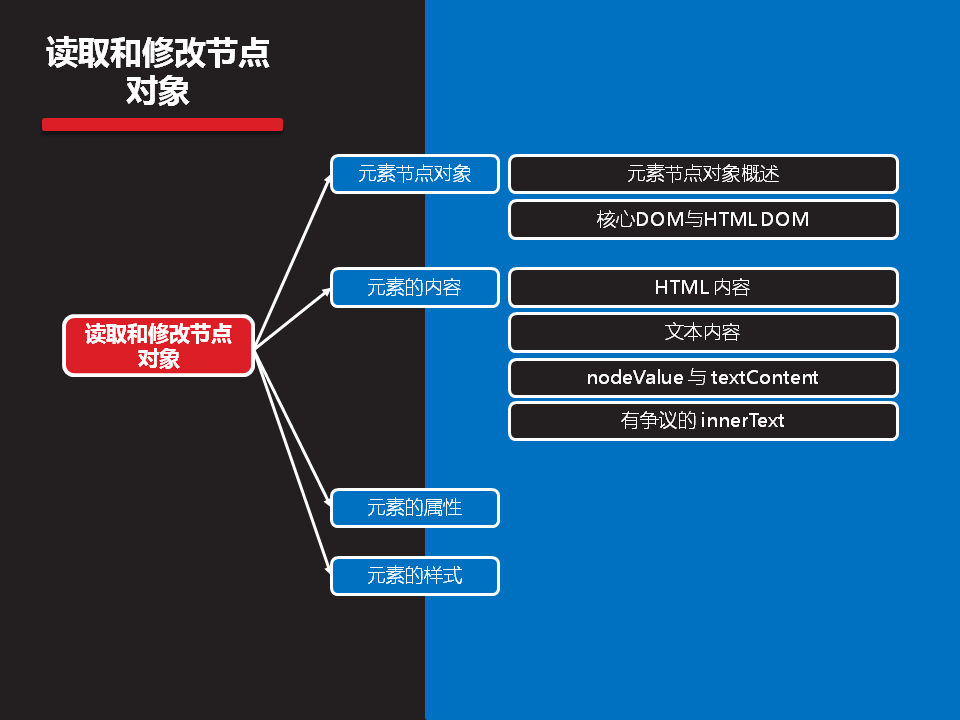 读取和修改节点
对象
元素节点对象
元素节点对象概述
核心DOM与HTML DOM
元素的内容
HTML 内容
读取和修改节点
对象
文本内容
nodeValue 与 textContent
有争议的 innerText
元素的属性
元素的样式